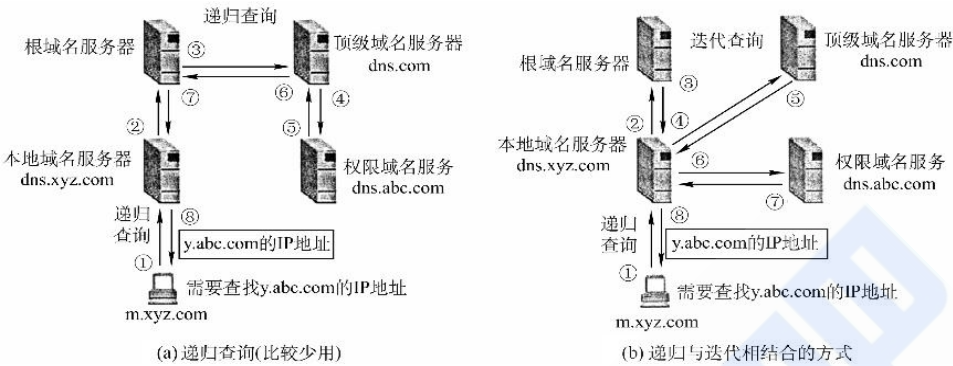 递归查询
根域名服务器
③
顶级域名服务器
dns.com
⑦
⑥
④
②
⑤
本地域名服务器
dns.xyz.com
权限域名服务
dns.abc.com
递归
查询
⑧
①
y.abc.com的IP地址
需要查找y.abc.com的IP地址
m.xyz.com
(a) 递归查询(比较少用)
迭代查询
根域名服务器
顶级域名服务器
dns.com
③
⑤
②
④
本地域名服务器
dns.xyz.com
⑥
权限域名服务
dns.abc.com
⑦
递归
查询
⑧
①
y.abc.com的IP地址
需要查找y.abc.com的IP地址
m.xyz.com
(b) 递归与迭代相结合的方式